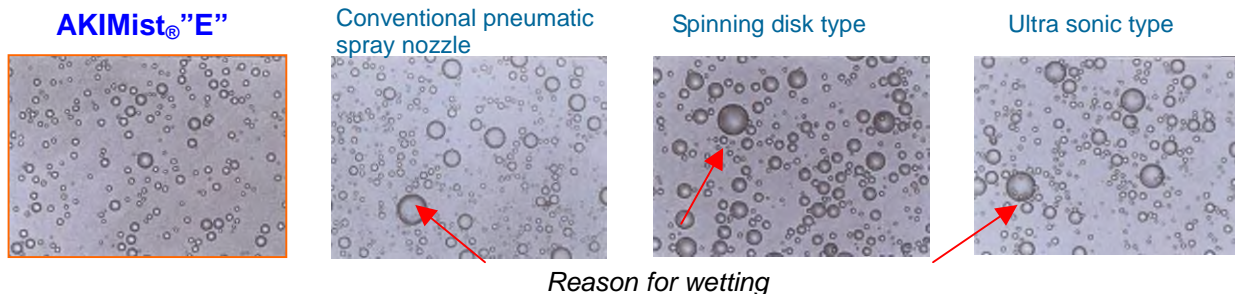 AKIMist®"E"
Conventional pneumatic
spray nozzle
Spinning disk type
Ultra sonic type
Reason for wetting